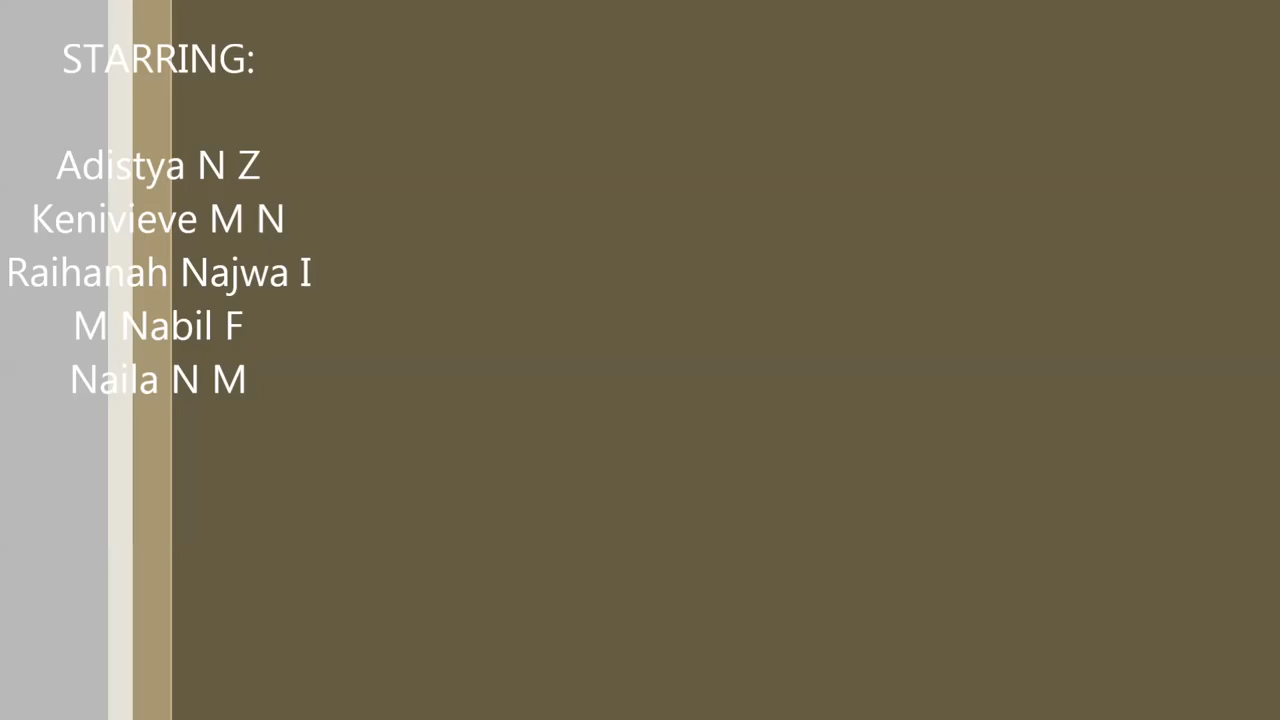 STARRING:
Adistya N Z
Kenivieve M N
Raihanah Najwa I
M Nabil F
Naila N M